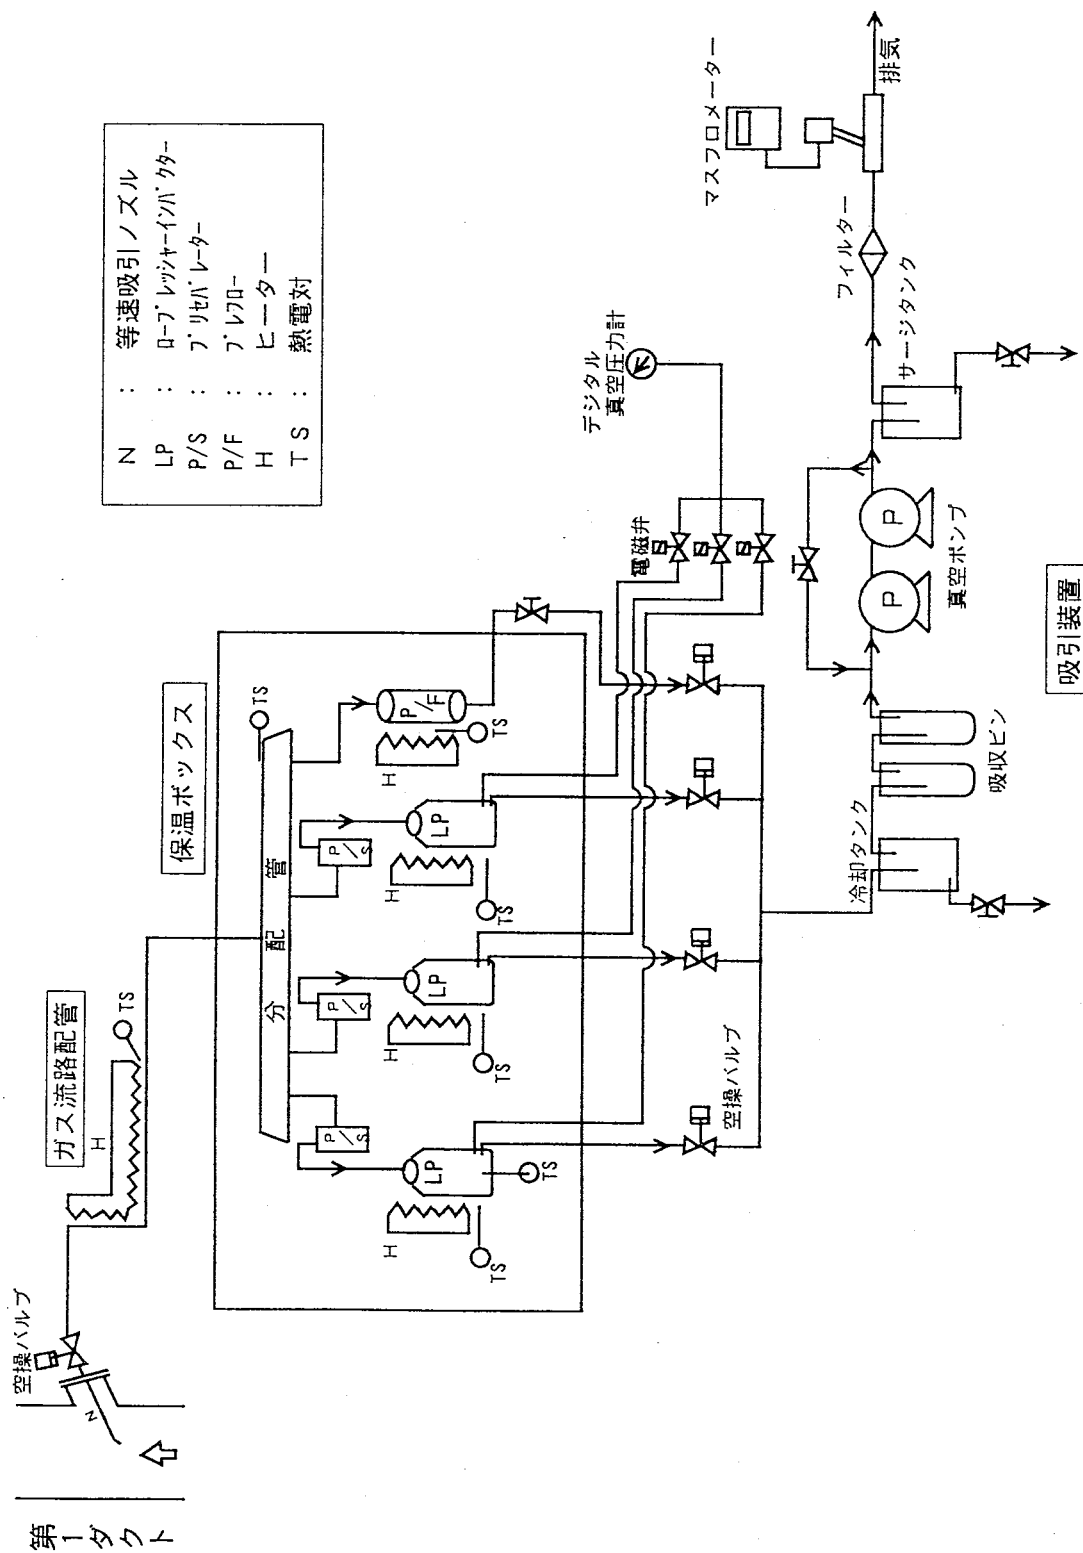 N : 等速吸引ノズル
LP : ロープレッシャーインパクター
P/S : プリセパレーター
P/F : プレフロー
H : ヒーター
TS : 熱電対
第1ダクト
N
空操バルブ
ガス流路配管
H
TS
保温ボックス
TS
分配管
P/S
P/S
P/S
P/F
LP
LP
LP
H
H
H
H
TS
TS
TS
TS
TS
電磁弁
デジタル
真空圧力計
空操バルブ
冷却タンク
吸収ビン
P
P
真空ポンプ
サージタンク
フィルター
マスフロメーター
排気
吸引装置